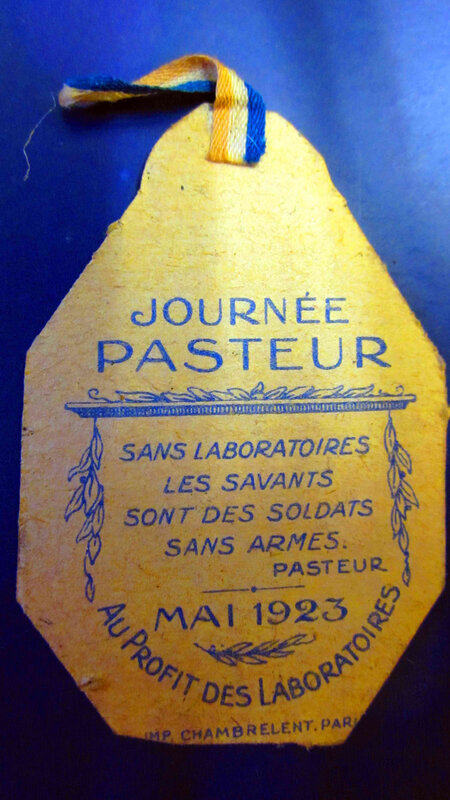 JOURNÉE
PASTEUR
SANS LABORATOIRES
LES SAVANTS
SONT DES SOLDATS
SANS ARMES.
PASTEUR
MAI 1923
AU PROFIT DES LABORATOIRES
IMP. CHAMBRELENT. PARIS